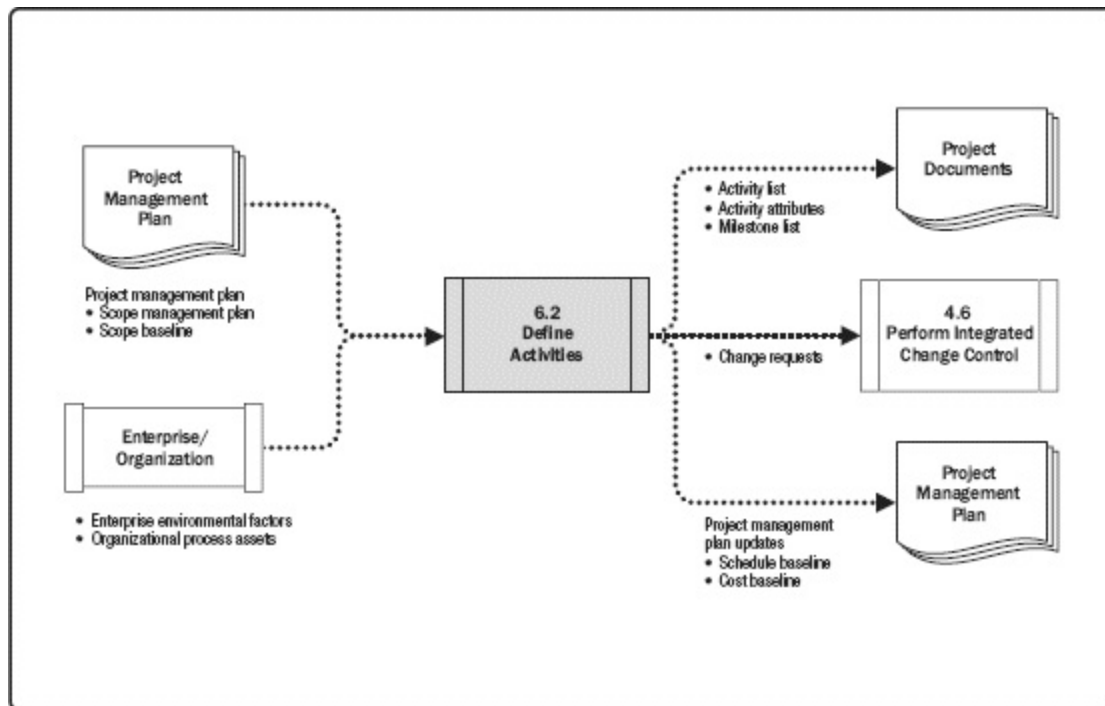 Project
Management
Plan
Project management plan
• Scope management plan
• Scope baseline
Enterprise/
Organization
• Enterprise environmental factors
• Organizational process assets
6.2
Define
Activities
• Activity list
• Activity attributes
• Milestone list
• Change requests
Project management
plan updates
• Schedule baseline
• Cost baseline
Project
Documents
4.6
Perform Integrated
Change Control
Project
Management
Plan